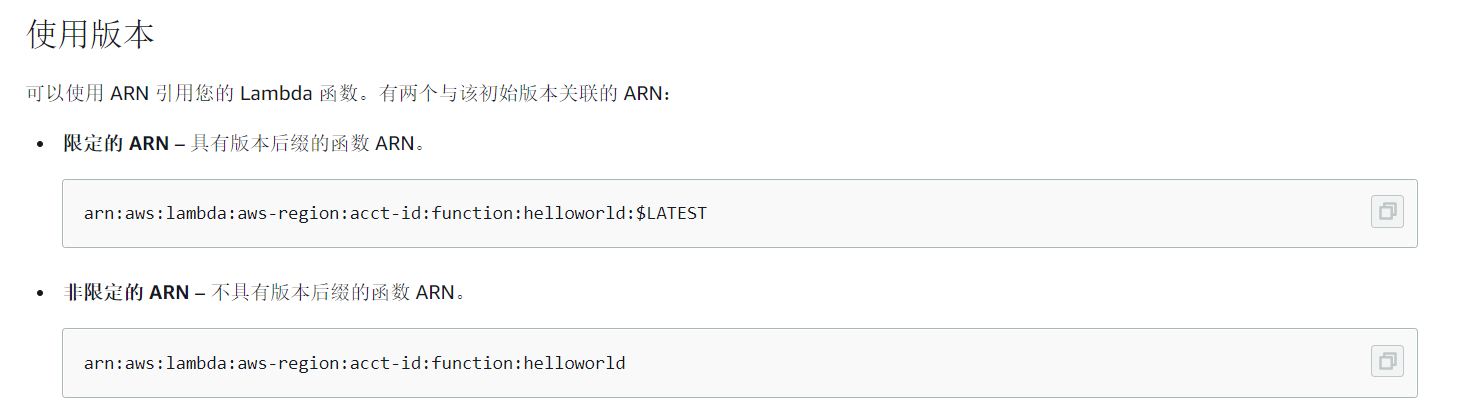 使用版本
可以使用 ARN 引用您的 Lambda 函数。有两个与该初始版本关联的 ARN：
限定的 ARN – 具有版本后缀的函数 ARN。
arn:aws:lambda:aws-region:acct-id:function:helloworld:$LATEST
非限定的 ARN – 不具有版本后缀的函数 ARN。
arn:aws:lambda:aws-region:acct-id:function:helloworld